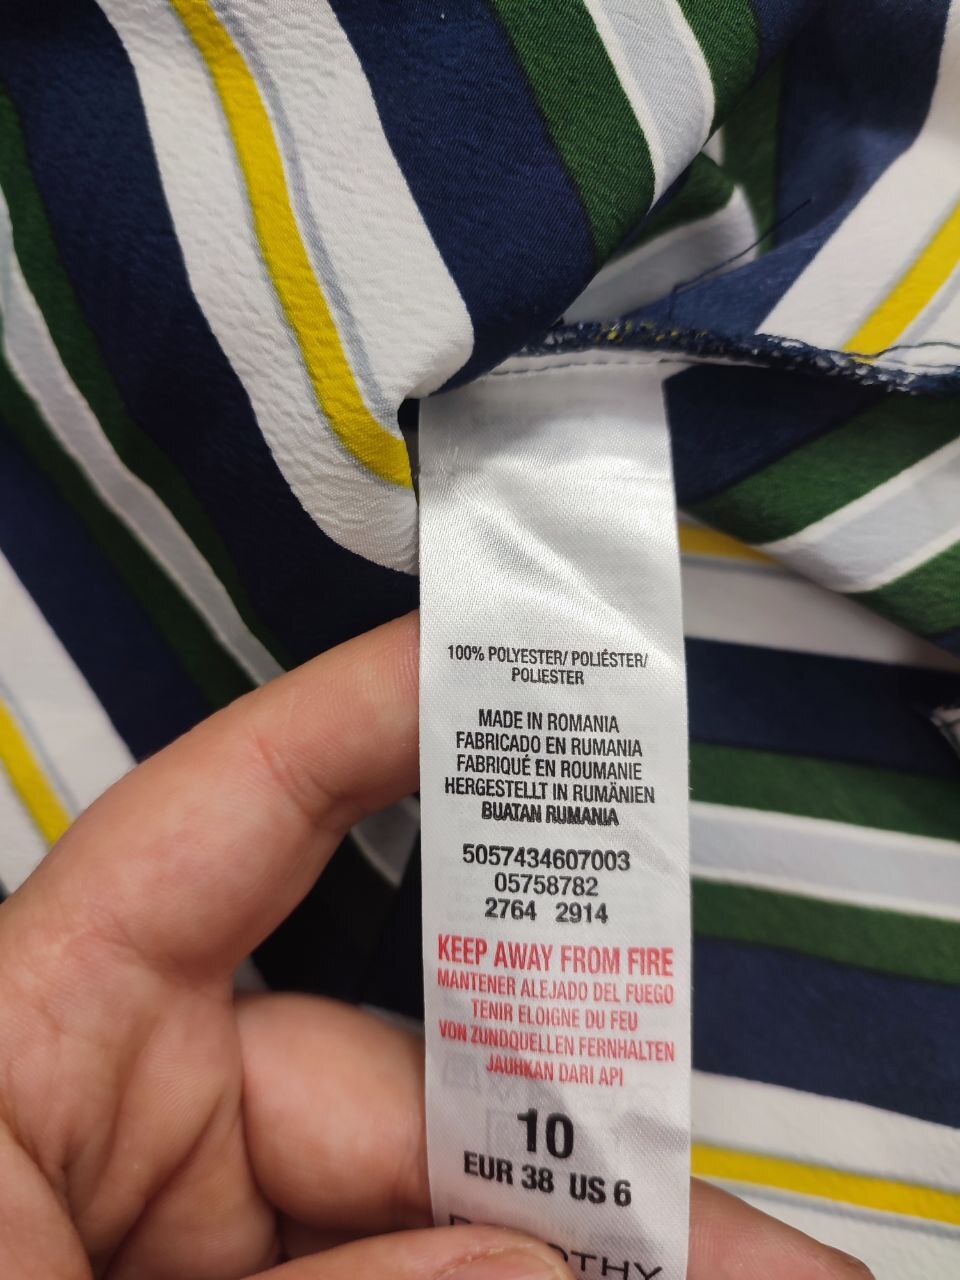 100% POLYESTER/ POLIÉSTER/
POLIESTER
MADE IN ROMANIA
FABRICADO EN RUMANIA
FABRIQUÉ EN ROUMANIE
HERGESTELLT IN RUMÄNIEN
BUATAN RUMANIA
5057434607003
05758782
2764 2914
KEEP AWAY FROM FIRE
MANTENER ALEJADO DEL FUEGO
TENIR ELOIGNE DU FEU
VON ZUNDQUELLEN FERNHALTEN
JAUHKAN DARI API
10
EUR 38 US 6